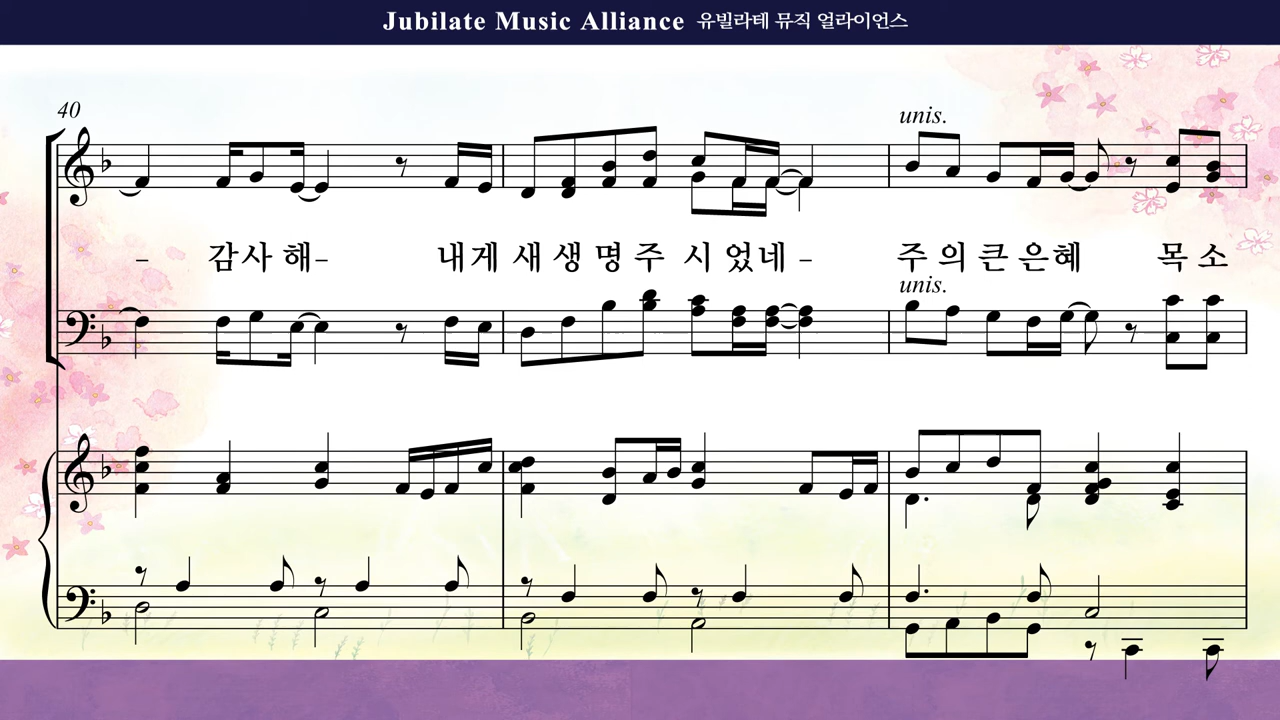 Jubilate Music Alliance 유빌라테 뮤직 얼라이언스
40
unis.
- 감사 해- 내게 새 생 명 주 시 었네 - 주 의 큰 은혜 목 소
unis.